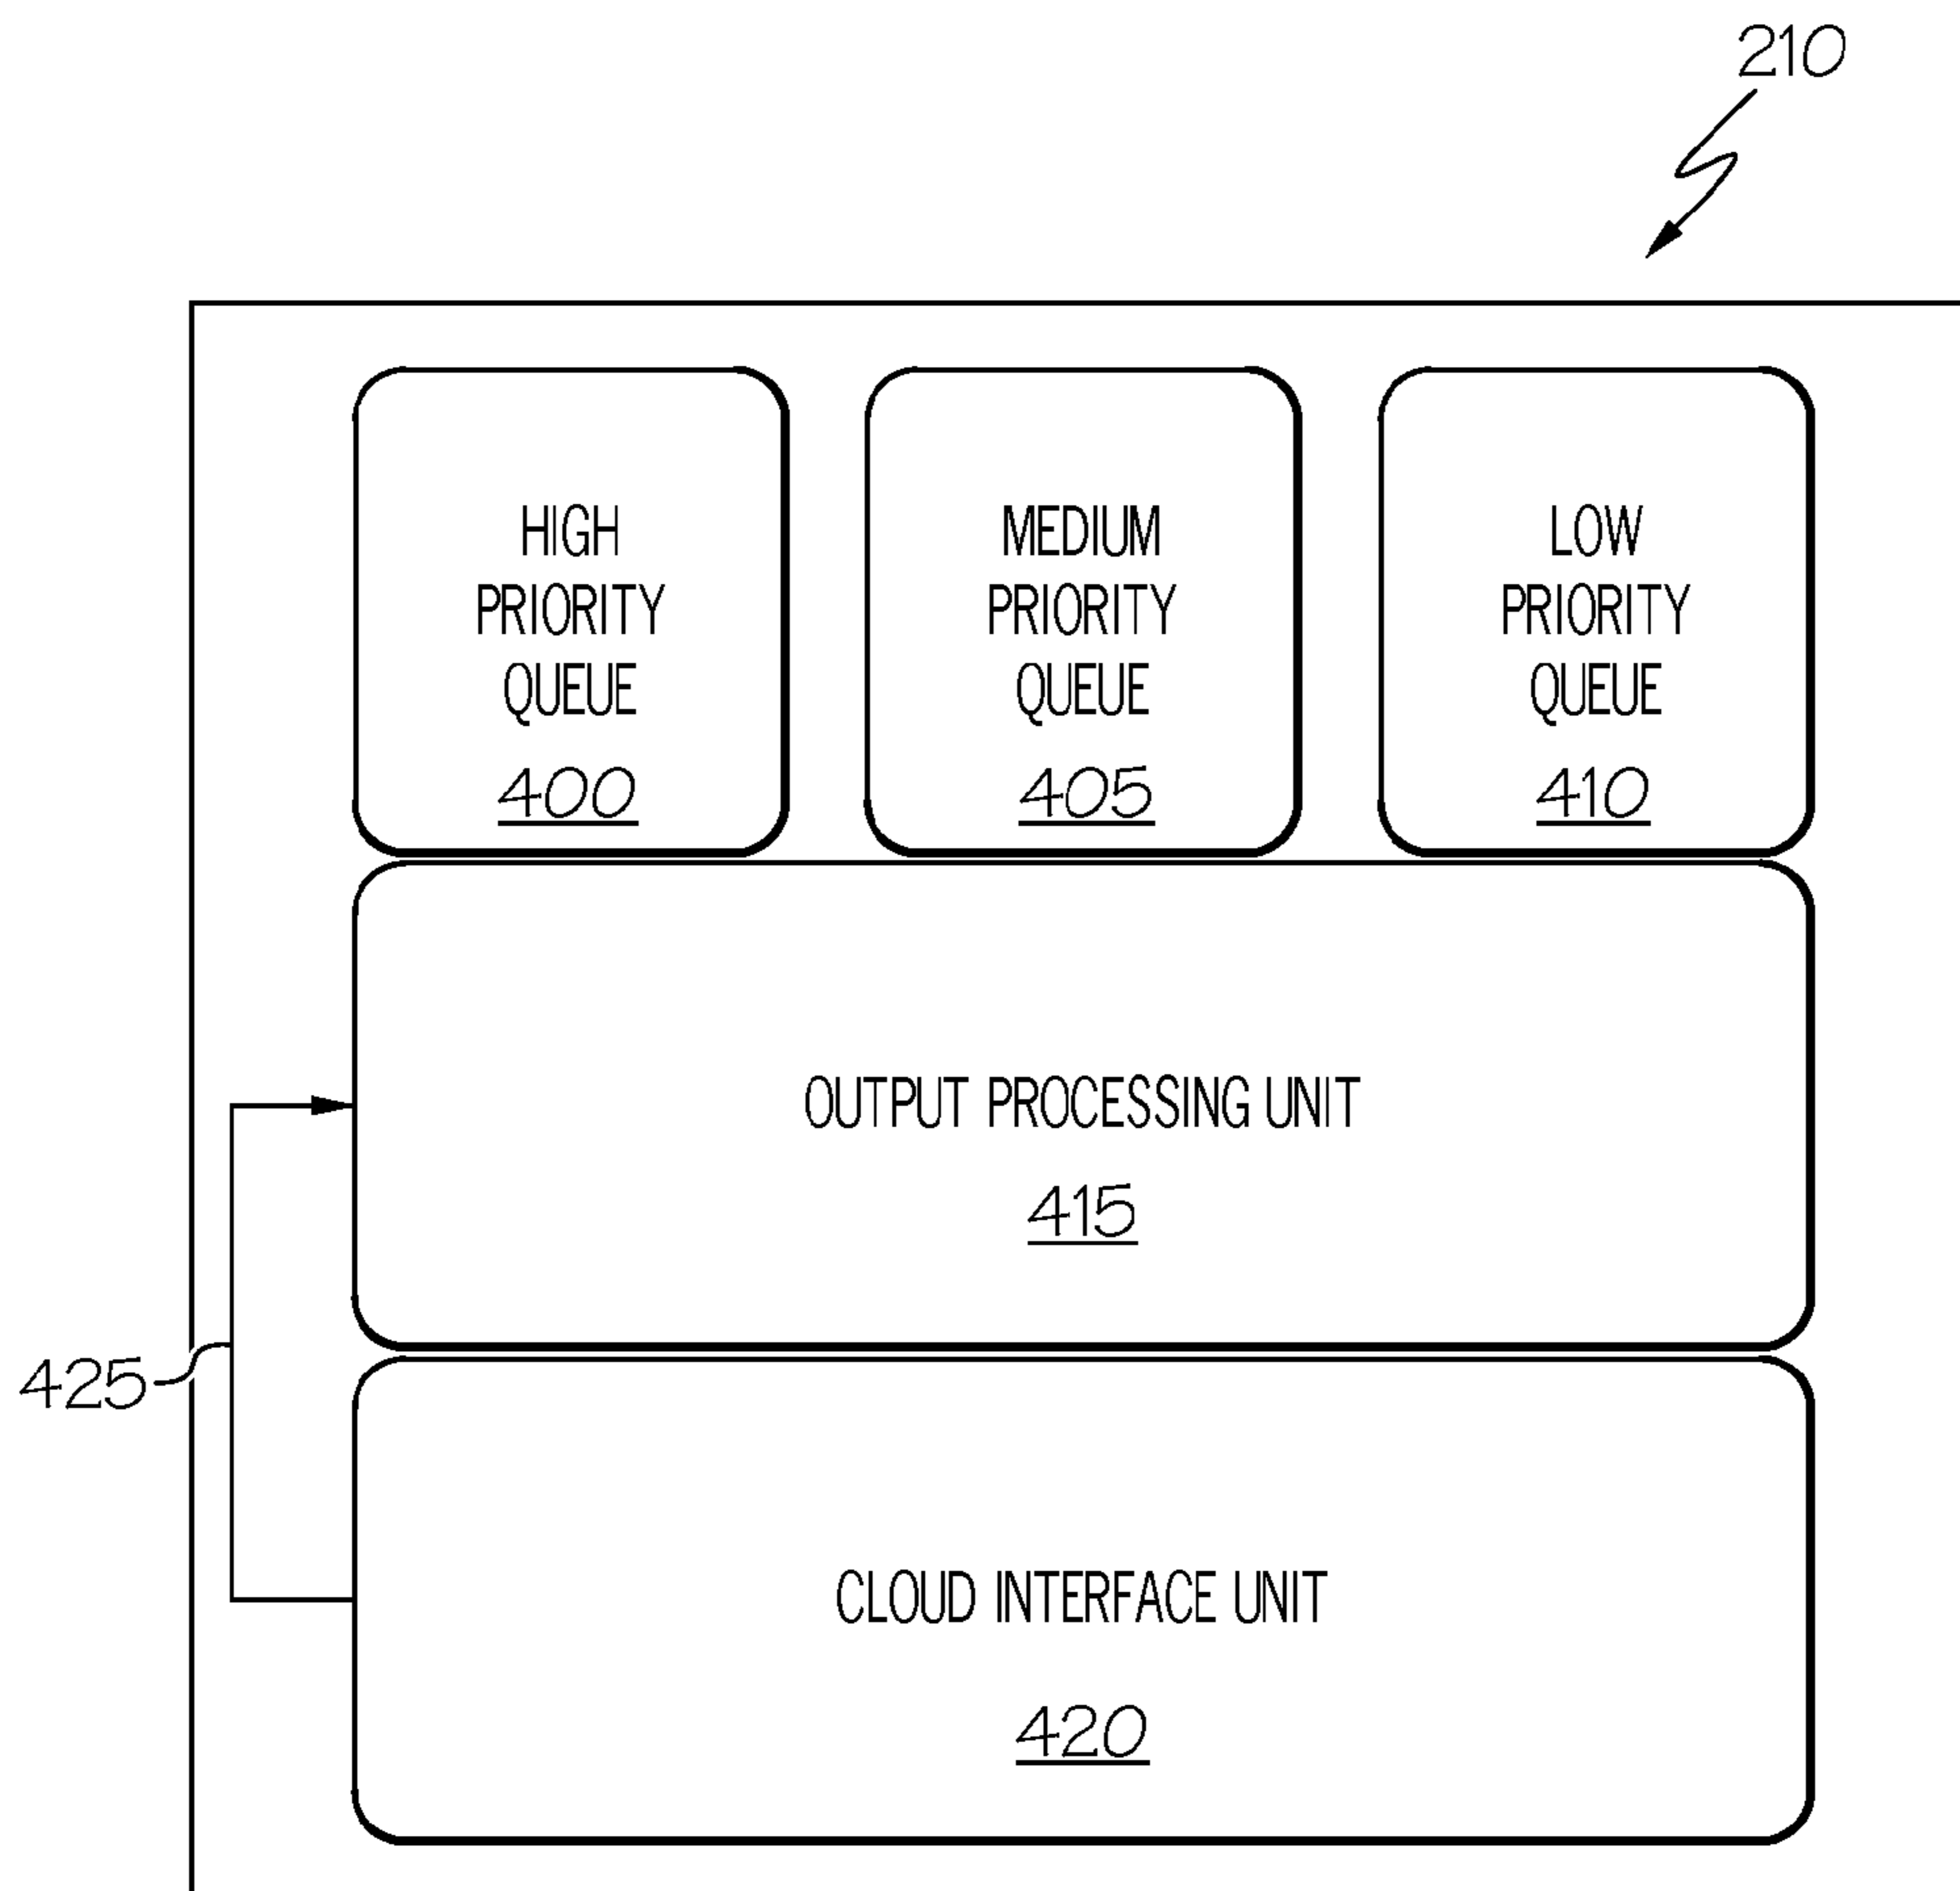 210
HIGH
PRIORITY
QUEUE
400
MEDIUM
PRIORITY
QUEUE
405
LOW
PRIORITY
QUEUE
410
OUTPUT PROCESSING UNIT
415
425
CLOUD INTERFACE UNIT
420